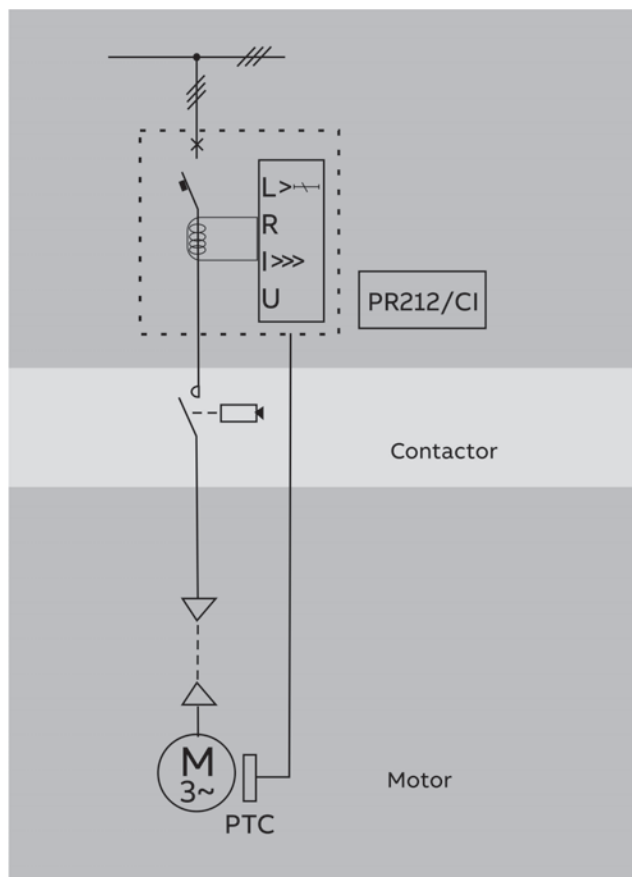 L>
R
I>>>
U
PR212/CI
Contactor
M
3~
PTC
Motor